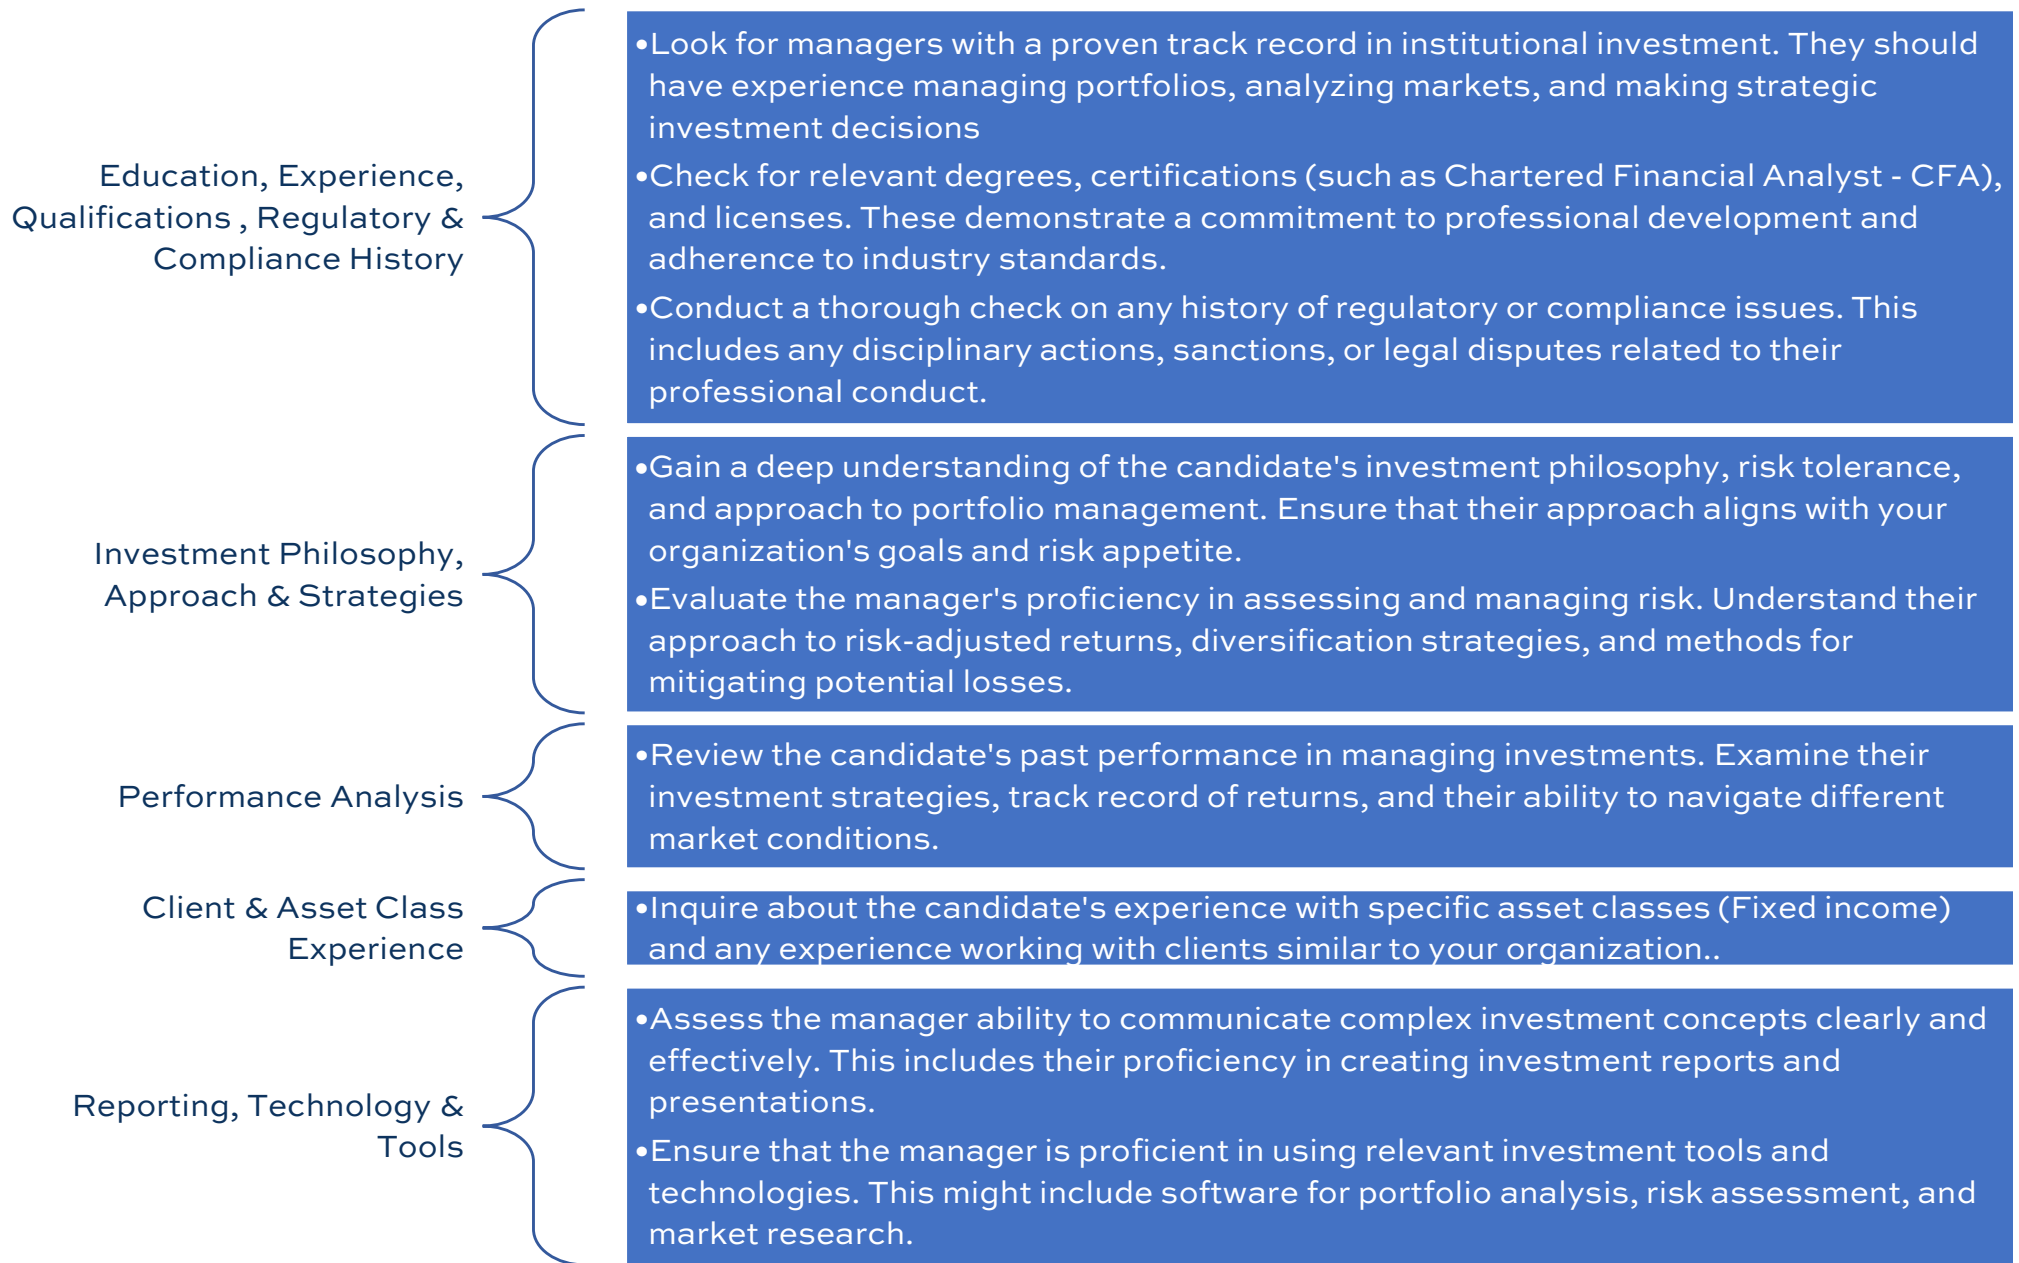 Education, Experience,
Qualifications , Regulatory &
Compliance History
•Look for managers with a proven track record in institutional investment. They should
have experience managing portfolios, analyzing markets, and making strategic
investment decisions
•Check for relevant degrees, certifications (such as Chartered Financial Analyst - CFA),
and licenses. These demonstrate a commitment to professional development and
adherence to industry standards.
•Conduct a thorough check on any history of regulatory or compliance issues. This
includes any disciplinary actions, sanctions, or legal disputes related to their
professional conduct.
Investment Philosophy,
Approach & Strategies
•Gain a deep understanding of the candidate's investment philosophy, risk tolerance,
and approach to portfolio management. Ensure that their approach aligns with your
organization's goals and risk appetite.
•Evaluate the manager's proficiency in assessing and managing risk. Understand their
approach to risk-adjusted returns, diversification strategies, and methods for
mitigating potential losses.
Performance Analysis
•Review the candidate's past performance in managing investments. Examine their
investment strategies, track record of returns, and their ability to navigate different
market conditions.
Client & Asset Class
Experience
•Inquire about the candidate's experience with specific asset classes (Fixed income)
and any experience working with clients similar to your organization..
Reporting, Technology &
Tools
•Assess the manager ability to communicate complex investment concepts clearly and
effectively. This includes their proficiency in creating investment reports and
presentations.
•Ensure that the manager is proficient in using relevant investment tools and
technologies. This might include software for portfolio analysis, risk assessment, and
market research.